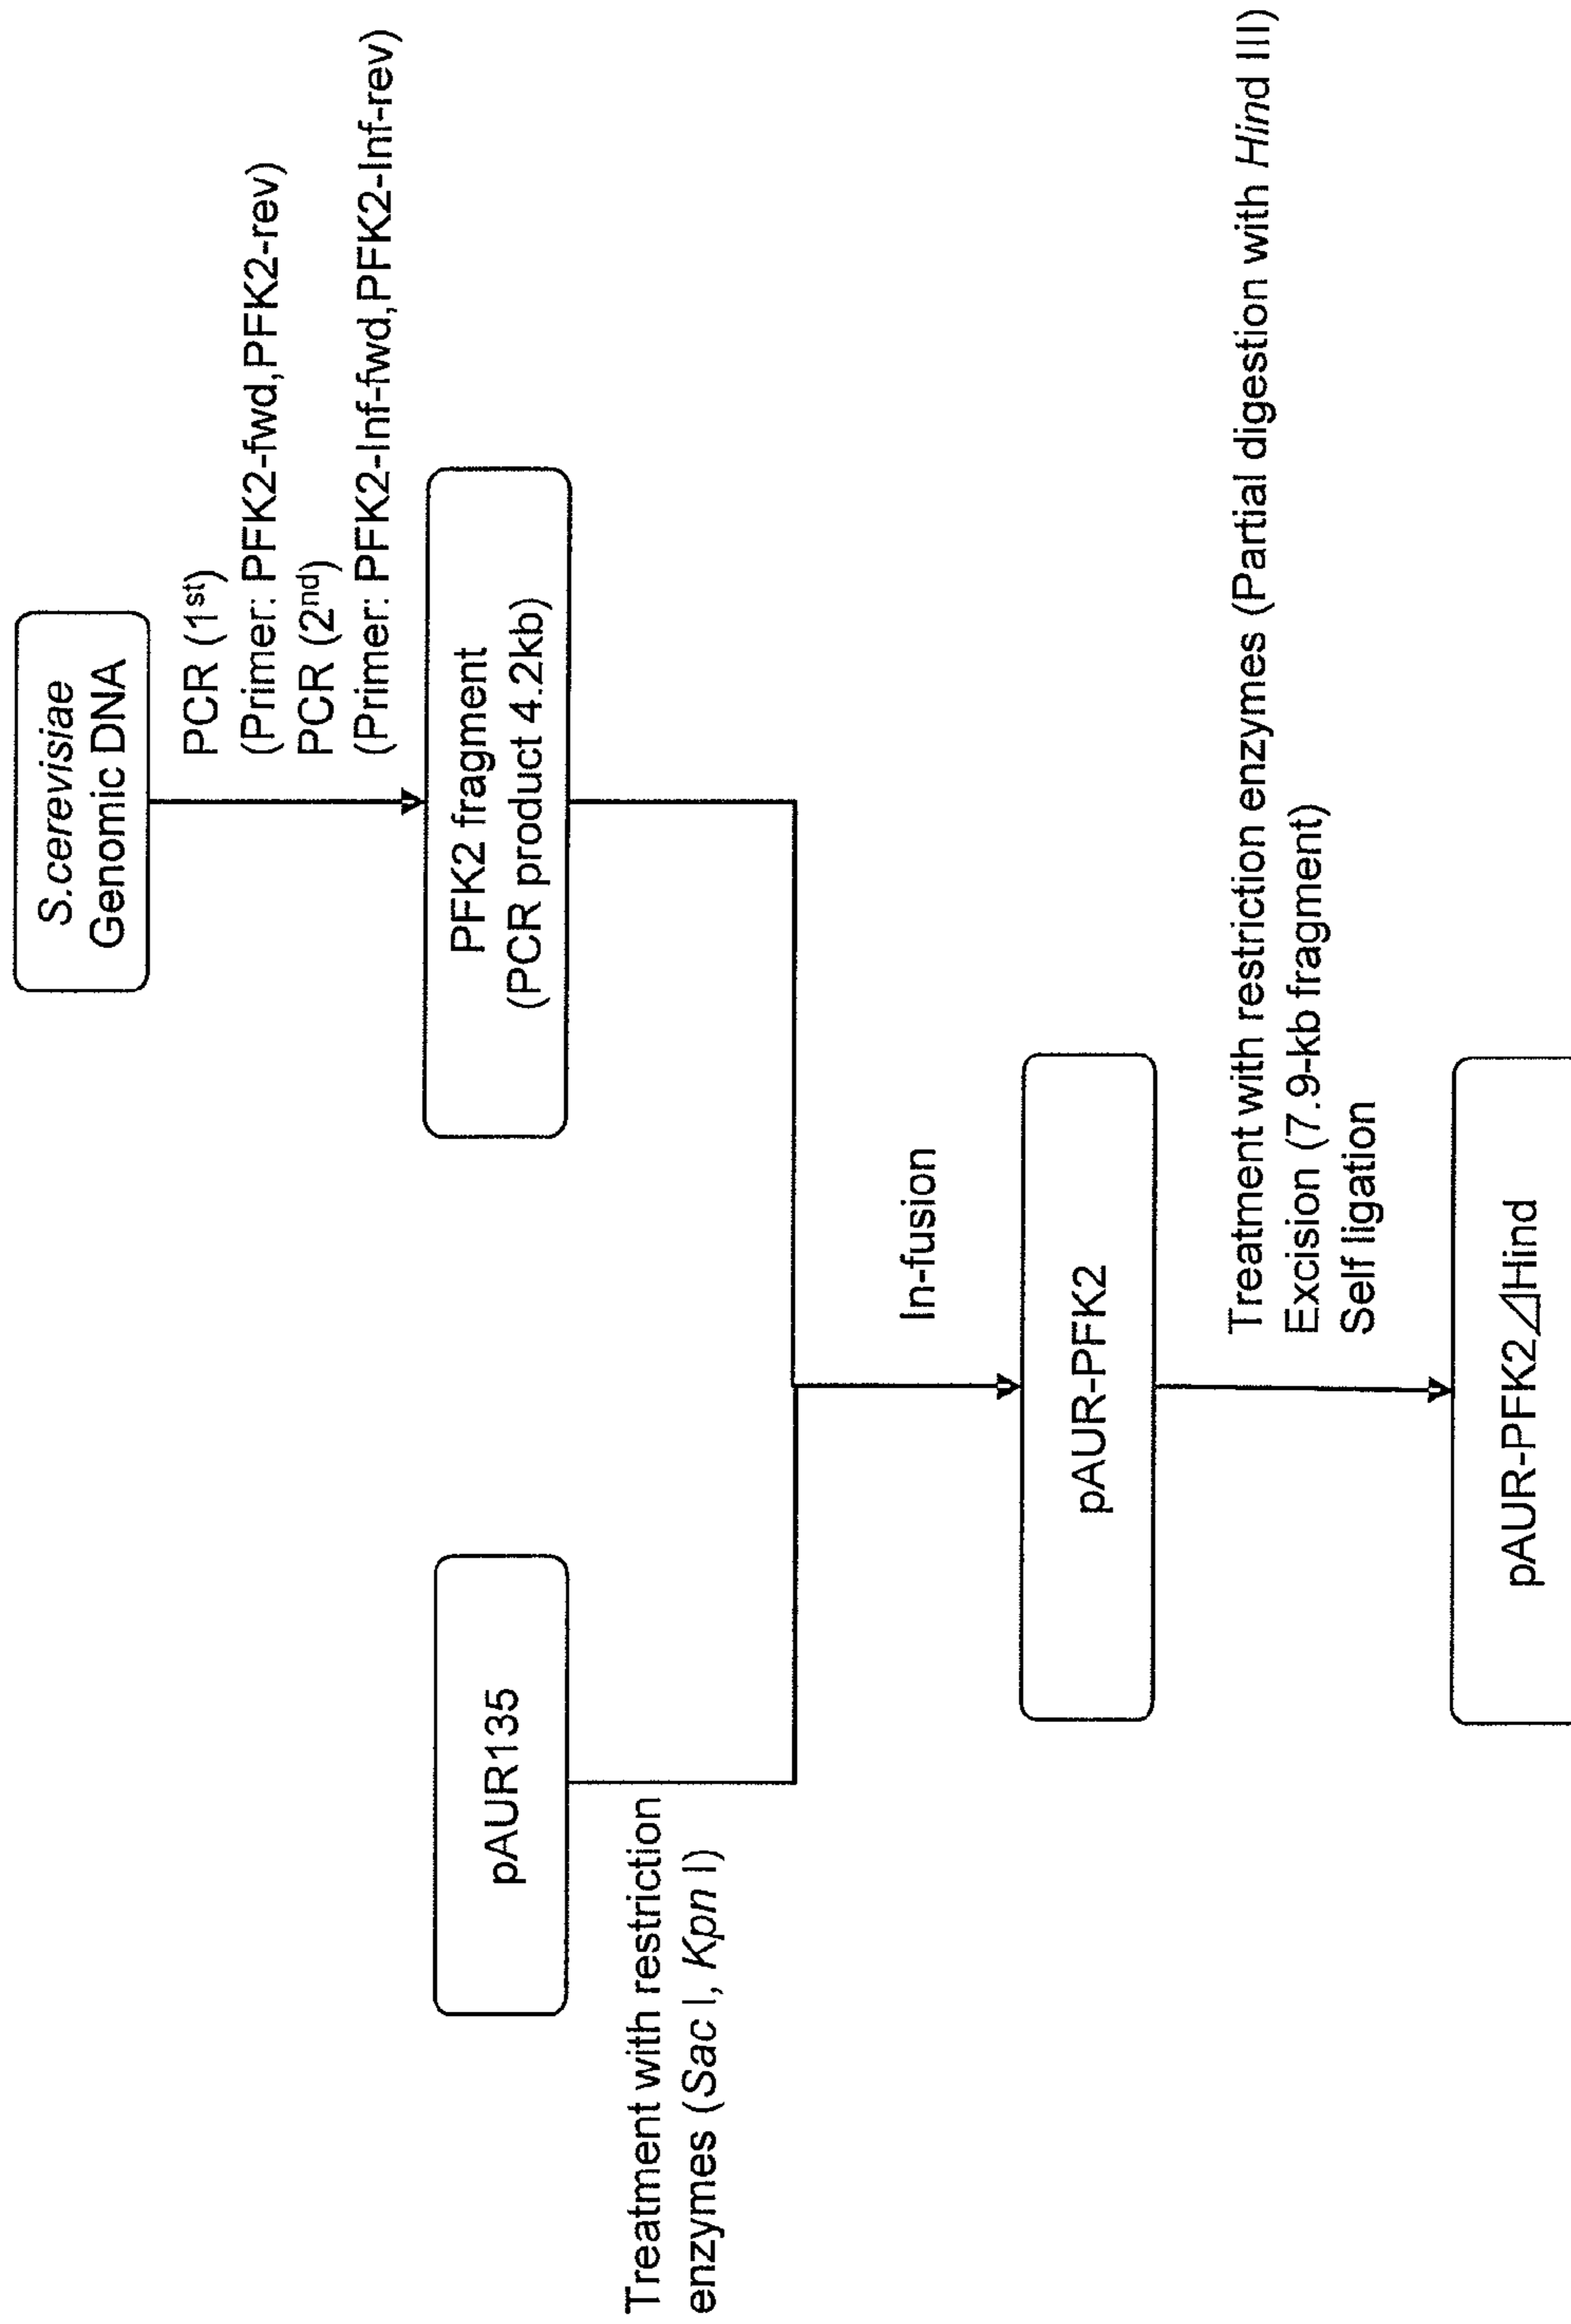 S.cerevisiae
Genomic DNA
PCR (1st)
(Primer: PFK2-fwd,PFK2-rev)
PCR (2nd)
(Primer: PFK2-Inf-fwd,PFK2-Inf-rev)
PFK2 fragment
(PCR product 4.2kb)
pAUR135
Treatment with restriction
enzymes (Sac I, Kpn I)
In-fusion
pAUR-PFK2
Treatment with restriction enzymes (Partial digestion with Hind III)
Excision (7.9-kb fragment)
Self ligation
pAUR-PFK2⊿Hind